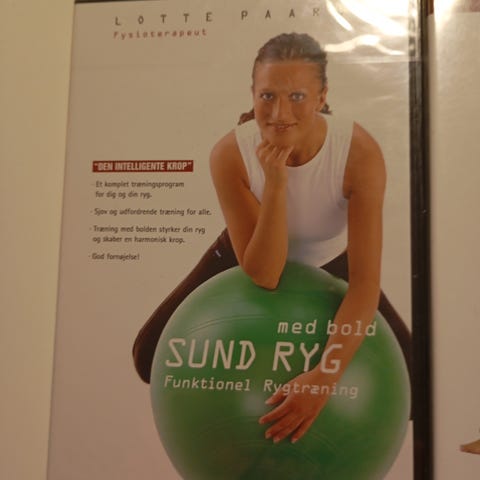 LOTTE PAAR
Fysioterapeut
"DEN INTELLIGENTE KROP"
· Et komplet træningsprogram
for dig og din ryg.
· Sjov og udfordrende træning for alle.
· Træning med bolden styrker din ryg
og skaber en harmonisk krop.
· God fornøjelse!
med bold
SUND RYG
Funktionel Rygtræning